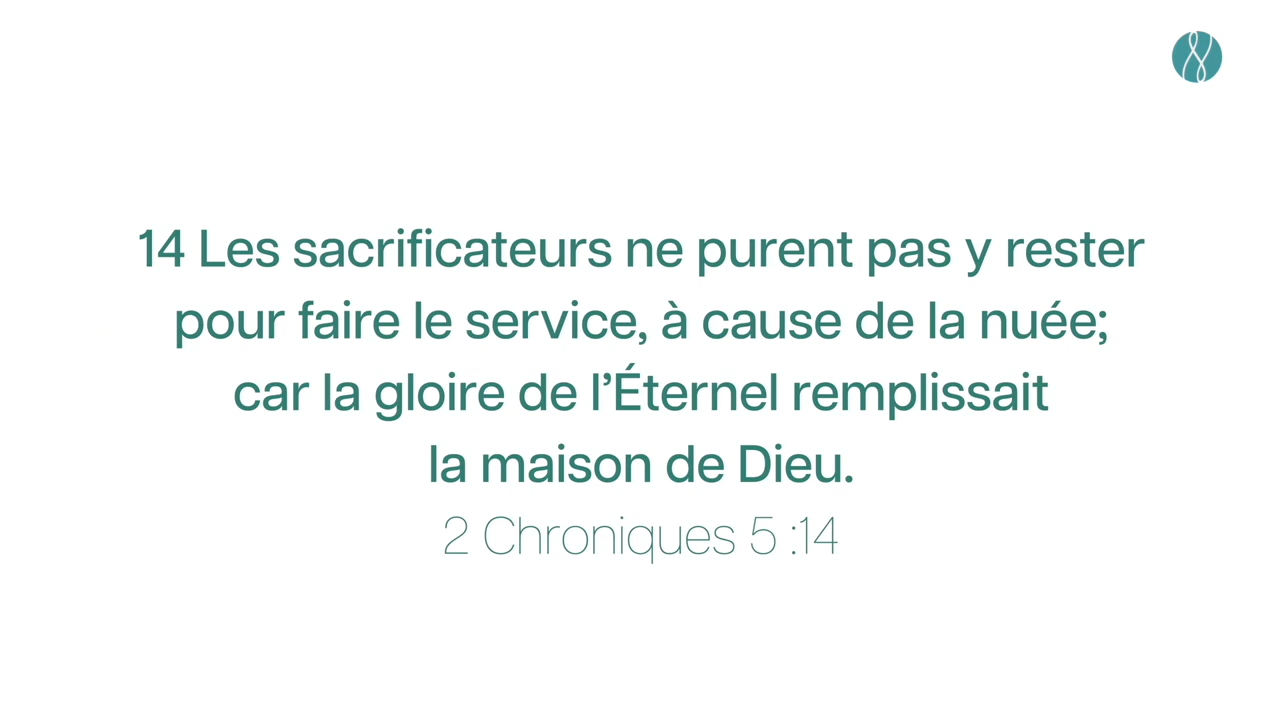 14 Les sacrificateurs ne purent pas y rester
pour faire le service, à cause de la nuée;
car la gloire de l’Éternel remplissait
la maison de Dieu.
2 Chroniques 5 :14